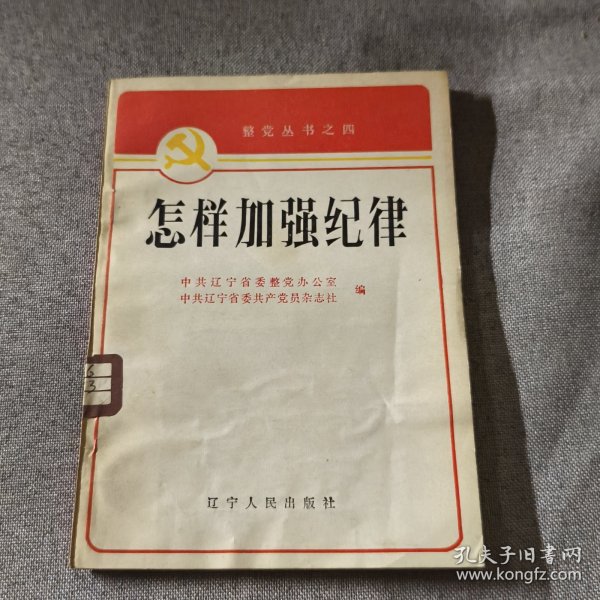 整党丛书之四
怎样加强纪律
中共辽宁省委整党办公室
中共辽宁省委共产党员杂志社
编
6
3
辽宁人民出版社
孔夫子旧书网
www.kongfz.com